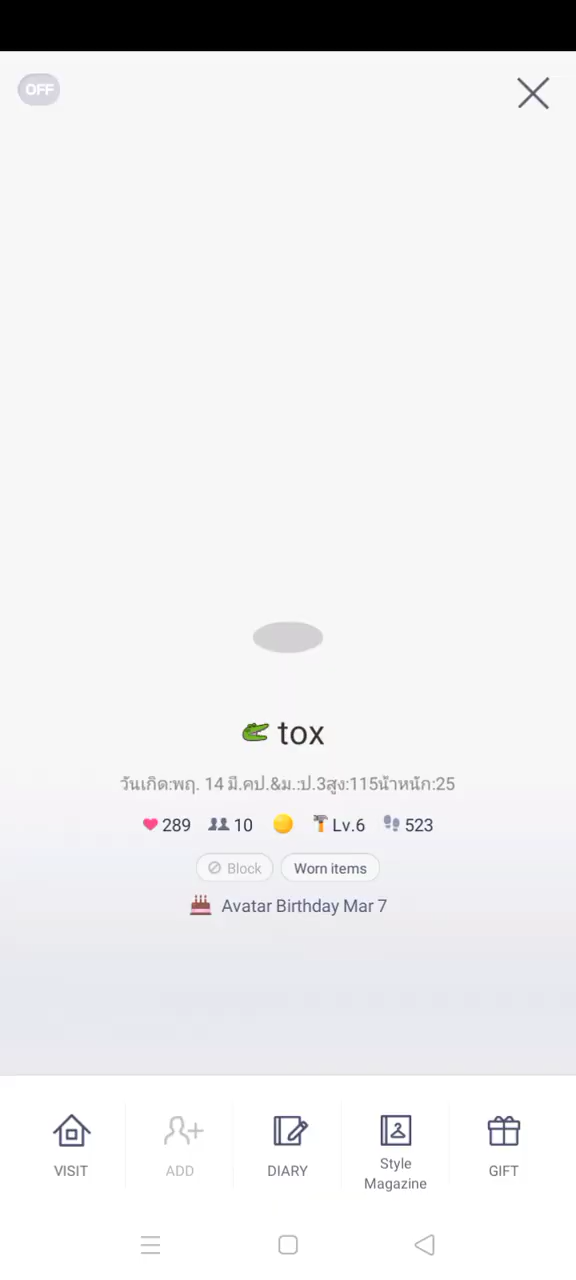 OFF
tox
วันเกิด:พฤ. 14 มี.คป.&ม.:ป.3สูง:115น้ำหนัก:25
289 10 Lv.6 523
Block Worn items
Avatar Birthday Mar 7
VISIT ADD DIARY Style Magazine GIFT